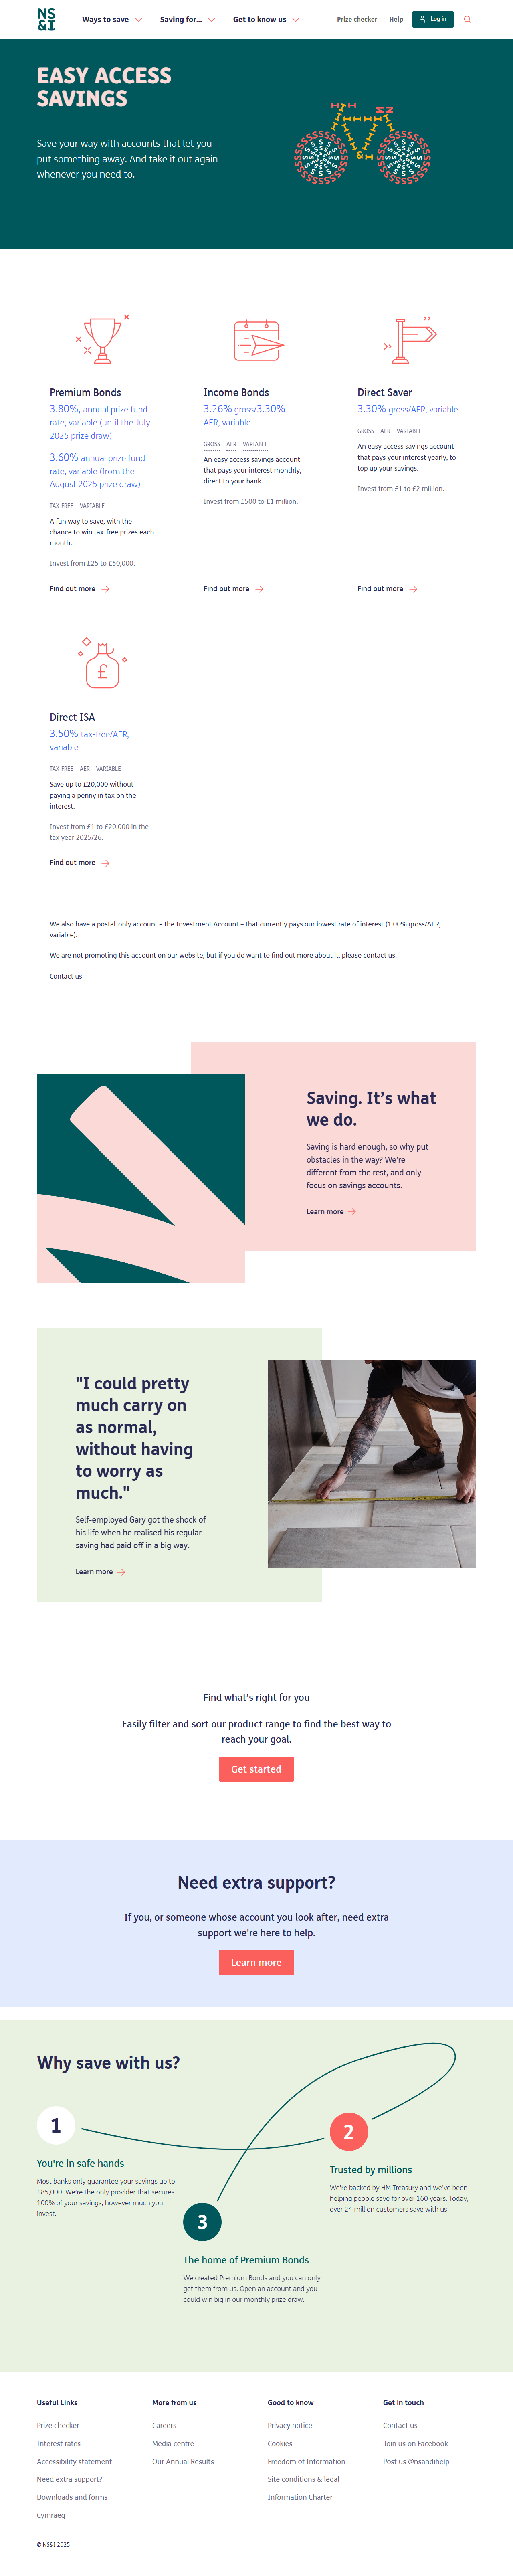 NS
&I
Ways to save
Saving for...
Get to know us
Prize checker
Help
Log in
EASY ACCESS
SAVINGS
Save your way with accounts that let you
put something away. And take it out again
whenever you need to.
Premium Bonds
3.80%, annual prize fund
rate, variable (until the July
2025 prize draw)
3.60% annual prize fund
rate, variable (from the
August 2025 prize draw)
TAX-FREE VARIABLE
A fun way to save, with the
chance to win tax-free prizes each
month.
Invest from £25 to £50,000.
Find out more
Income Bonds
3.26% gross/3.30%
AER, variable
GROSS AER VARIABLE
An easy access savings account
that pays your interest monthly,
direct to your bank.
Invest from £500 to £1 million.
Find out more
Direct Saver
3.30% gross/AER, variable
GROSS AER VARIABLE
An easy access savings account
that pays your interest yearly, to
top up your savings.
Invest from £1 to £2 million.
Find out more
£
Direct ISA
3.50% tax-free/AER,
variable
TAX-FREE AER VARIABLE
Save up to £20,000 without
paying a penny in tax on the
interest.
Invest from £1 to £20,000 in the
tax year 2025/26.
Find out more
We also have a postal-only account – the Investment Account – that currently pays our lowest rate of interest (1.00% gross/AER,
variable).
We are not promoting this account on our website, but if you do want to find out more about it, please contact us.
Contact us
Saving. It's what
we do.
Saving is hard enough, so why put
obstacles in the way? We're
different from the rest, and only
focus on savings accounts.
Learn more
"I could pretty
much carry on
as normal,
without having
to worry as
much."
Self-employed Gary got the shock of
his life when he realised his regular
saving had paid off in a big way.
Learn more
Find what's right for you
Easily filter and sort our product range to find the best way to
reach your goal.
Get started
Need extra support?
If you, or someone whose account you look after, need extra
support we're here to help.
Learn more
Why save with us?
1
You're in safe hands
Most banks only guarantee your savings up to
£85,000. We're the only provider that secures
100% of your savings, however much you
invest.
2
Trusted by millions
We're backed by HM Treasury and we've been
helping people save for over 160 years. Today,
over 24 million customers save with us.
3
The home of Premium Bonds
We created Premium Bonds and you can only
get them from us. Open an account and you
could win big in our monthly prize draw.
Useful Links
Prize checker
Interest rates
Accessibility statement
Need extra support?
Downloads and forms
Cymraeg
More from us
Careers
Media centre
Our Annual Results
Good to know
Privacy notice
Cookies
Freedom of Information
Site conditions & legal
Information Charter
Get in touch
Contact us
Join us on Facebook
Post us @nsandihelp
© NS&I 2025